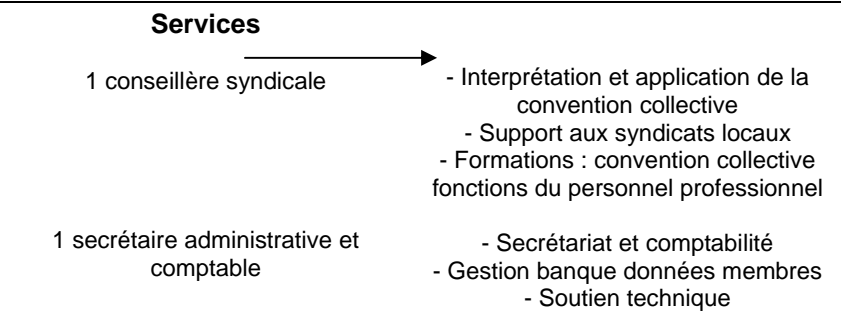 Services
1 conseillère syndicale
- Interprétation et application de la
convention collective
- Support aux syndicats locaux
- Formations : convention collective
fonctions du personnel professionnel
1 secrétaire administrative et
comptable
- Secrétariat et comptabilité
- Gestion banque données membres
- Soutien technique